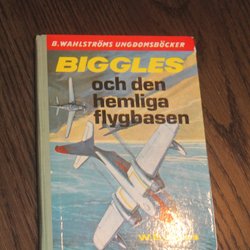 B.WAHLSTRÖMS UNGDOMSBÖCKER
BIGGLES
och den
hemliga
flygbasen